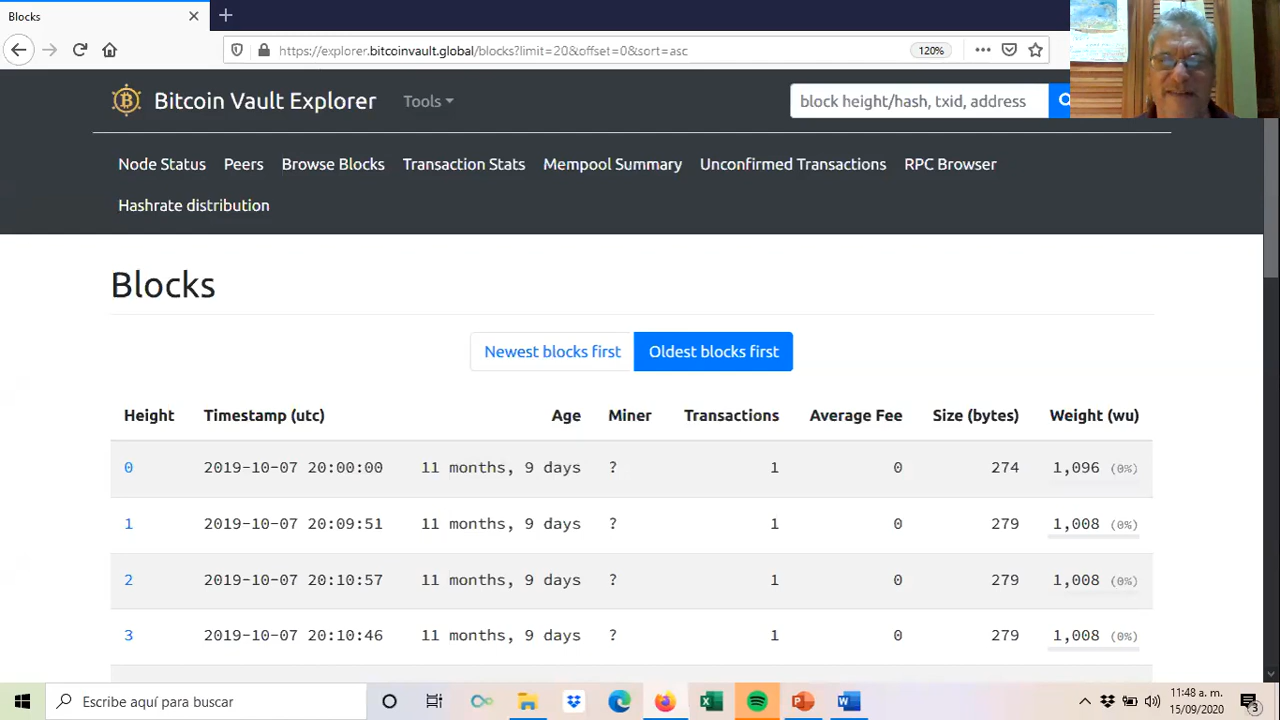 Blocks
120%
https://explorer.bitcoinvault.global/blocks?limit=20&offset=0&sort=asc
Bitcoin Vault Explorer Tools
block height/hash, txid, address
Node Status Peers Browse Blocks Transaction Stats Mempool Summary Unconfirmed Transactions RPC Browser
Hashrate distribution
Blocks
Newest blocks first Oldest blocks first
Height Timestamp (utc) Age Miner Transactions Average Fee Size (bytes) Weight (wu)
0 2019-10-07 20:00:00 11 months, 9 days ? 1 0 274 1,096 (0%)
1 2019-10-07 20:09:51 11 months, 9 days ? 1 0 279 1,008 (0%)
2 2019-10-07 20:10:57 11 months, 9 days ? 1 0 279 1,008 (0%)
3 2019-10-07 20:10:46 11 months, 9 days ? 1 0 279 1,008 (0%)
Escribe aquí para buscar
11:48 a. m.
15/09/2020
3